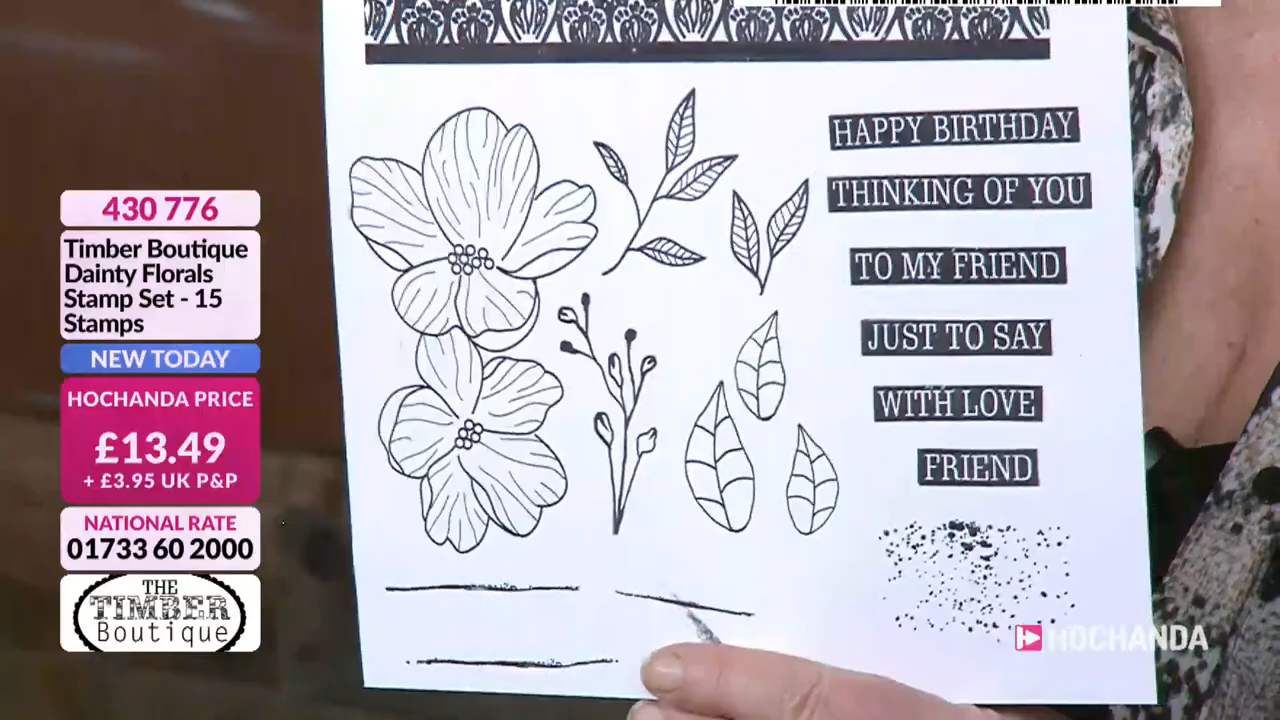 430 776
Timber Boutique
Dainty Florals
Stamp Set - 15
Stamps
NEW TODAY
HOCHANDA PRICE
£13.49
+ £3.95 UK P&P
NATIONAL RATE
01733 60 2000
THE
TIMBER
Boutique
HAPPY BIRTHDAY
THINKING OF YOU
TO MY FRIEND
JUST TO SAY
WITH LOVE
FRIEND
HOCHANDA